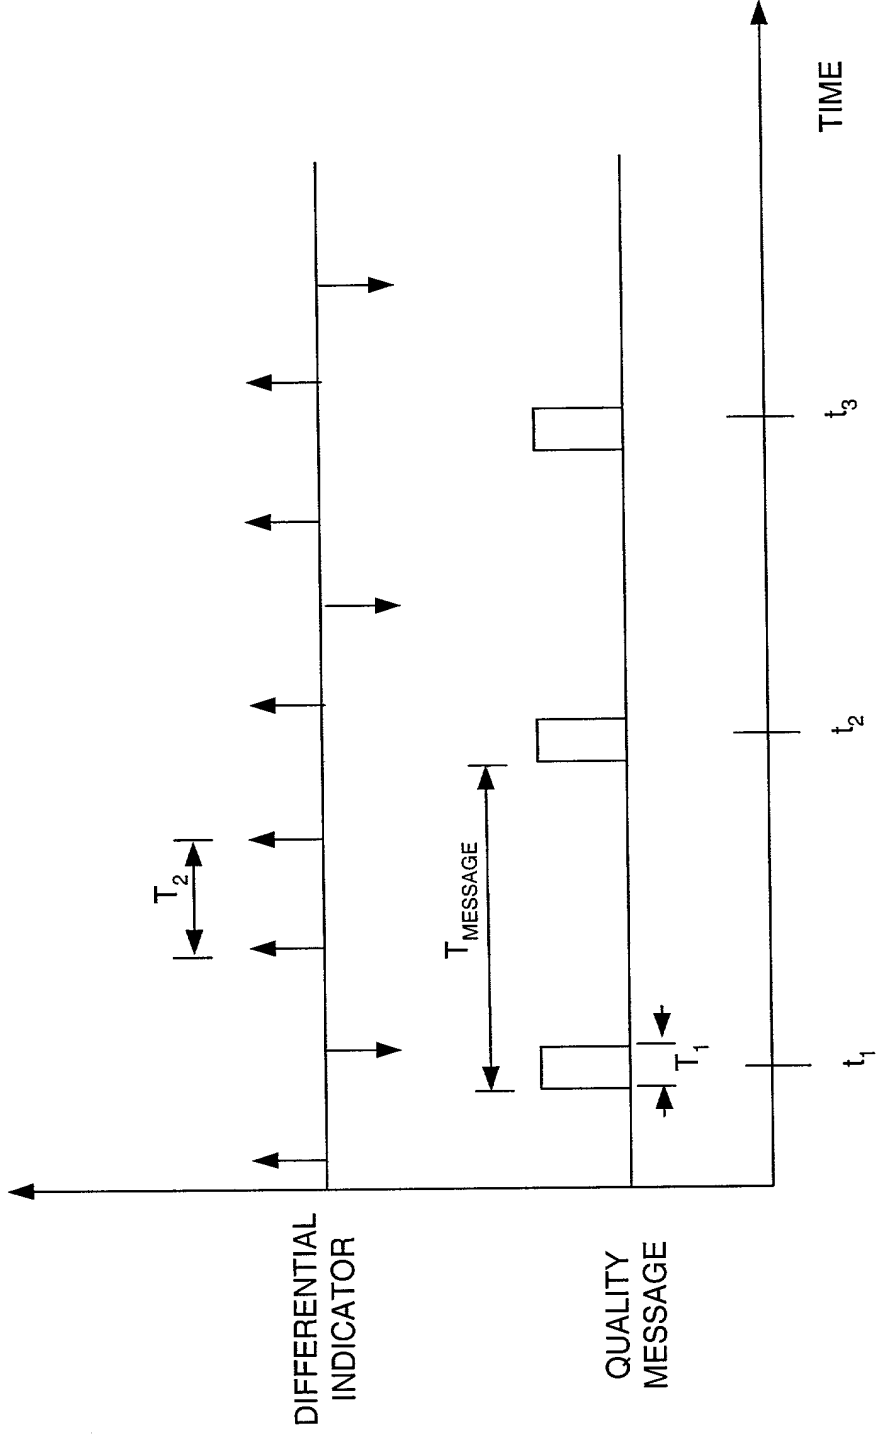 DIFFERENTIAL
INDICATOR
T2
QUALITY
MESSAGE
TMESSAGE
T1
t1
t2
t3
TIME